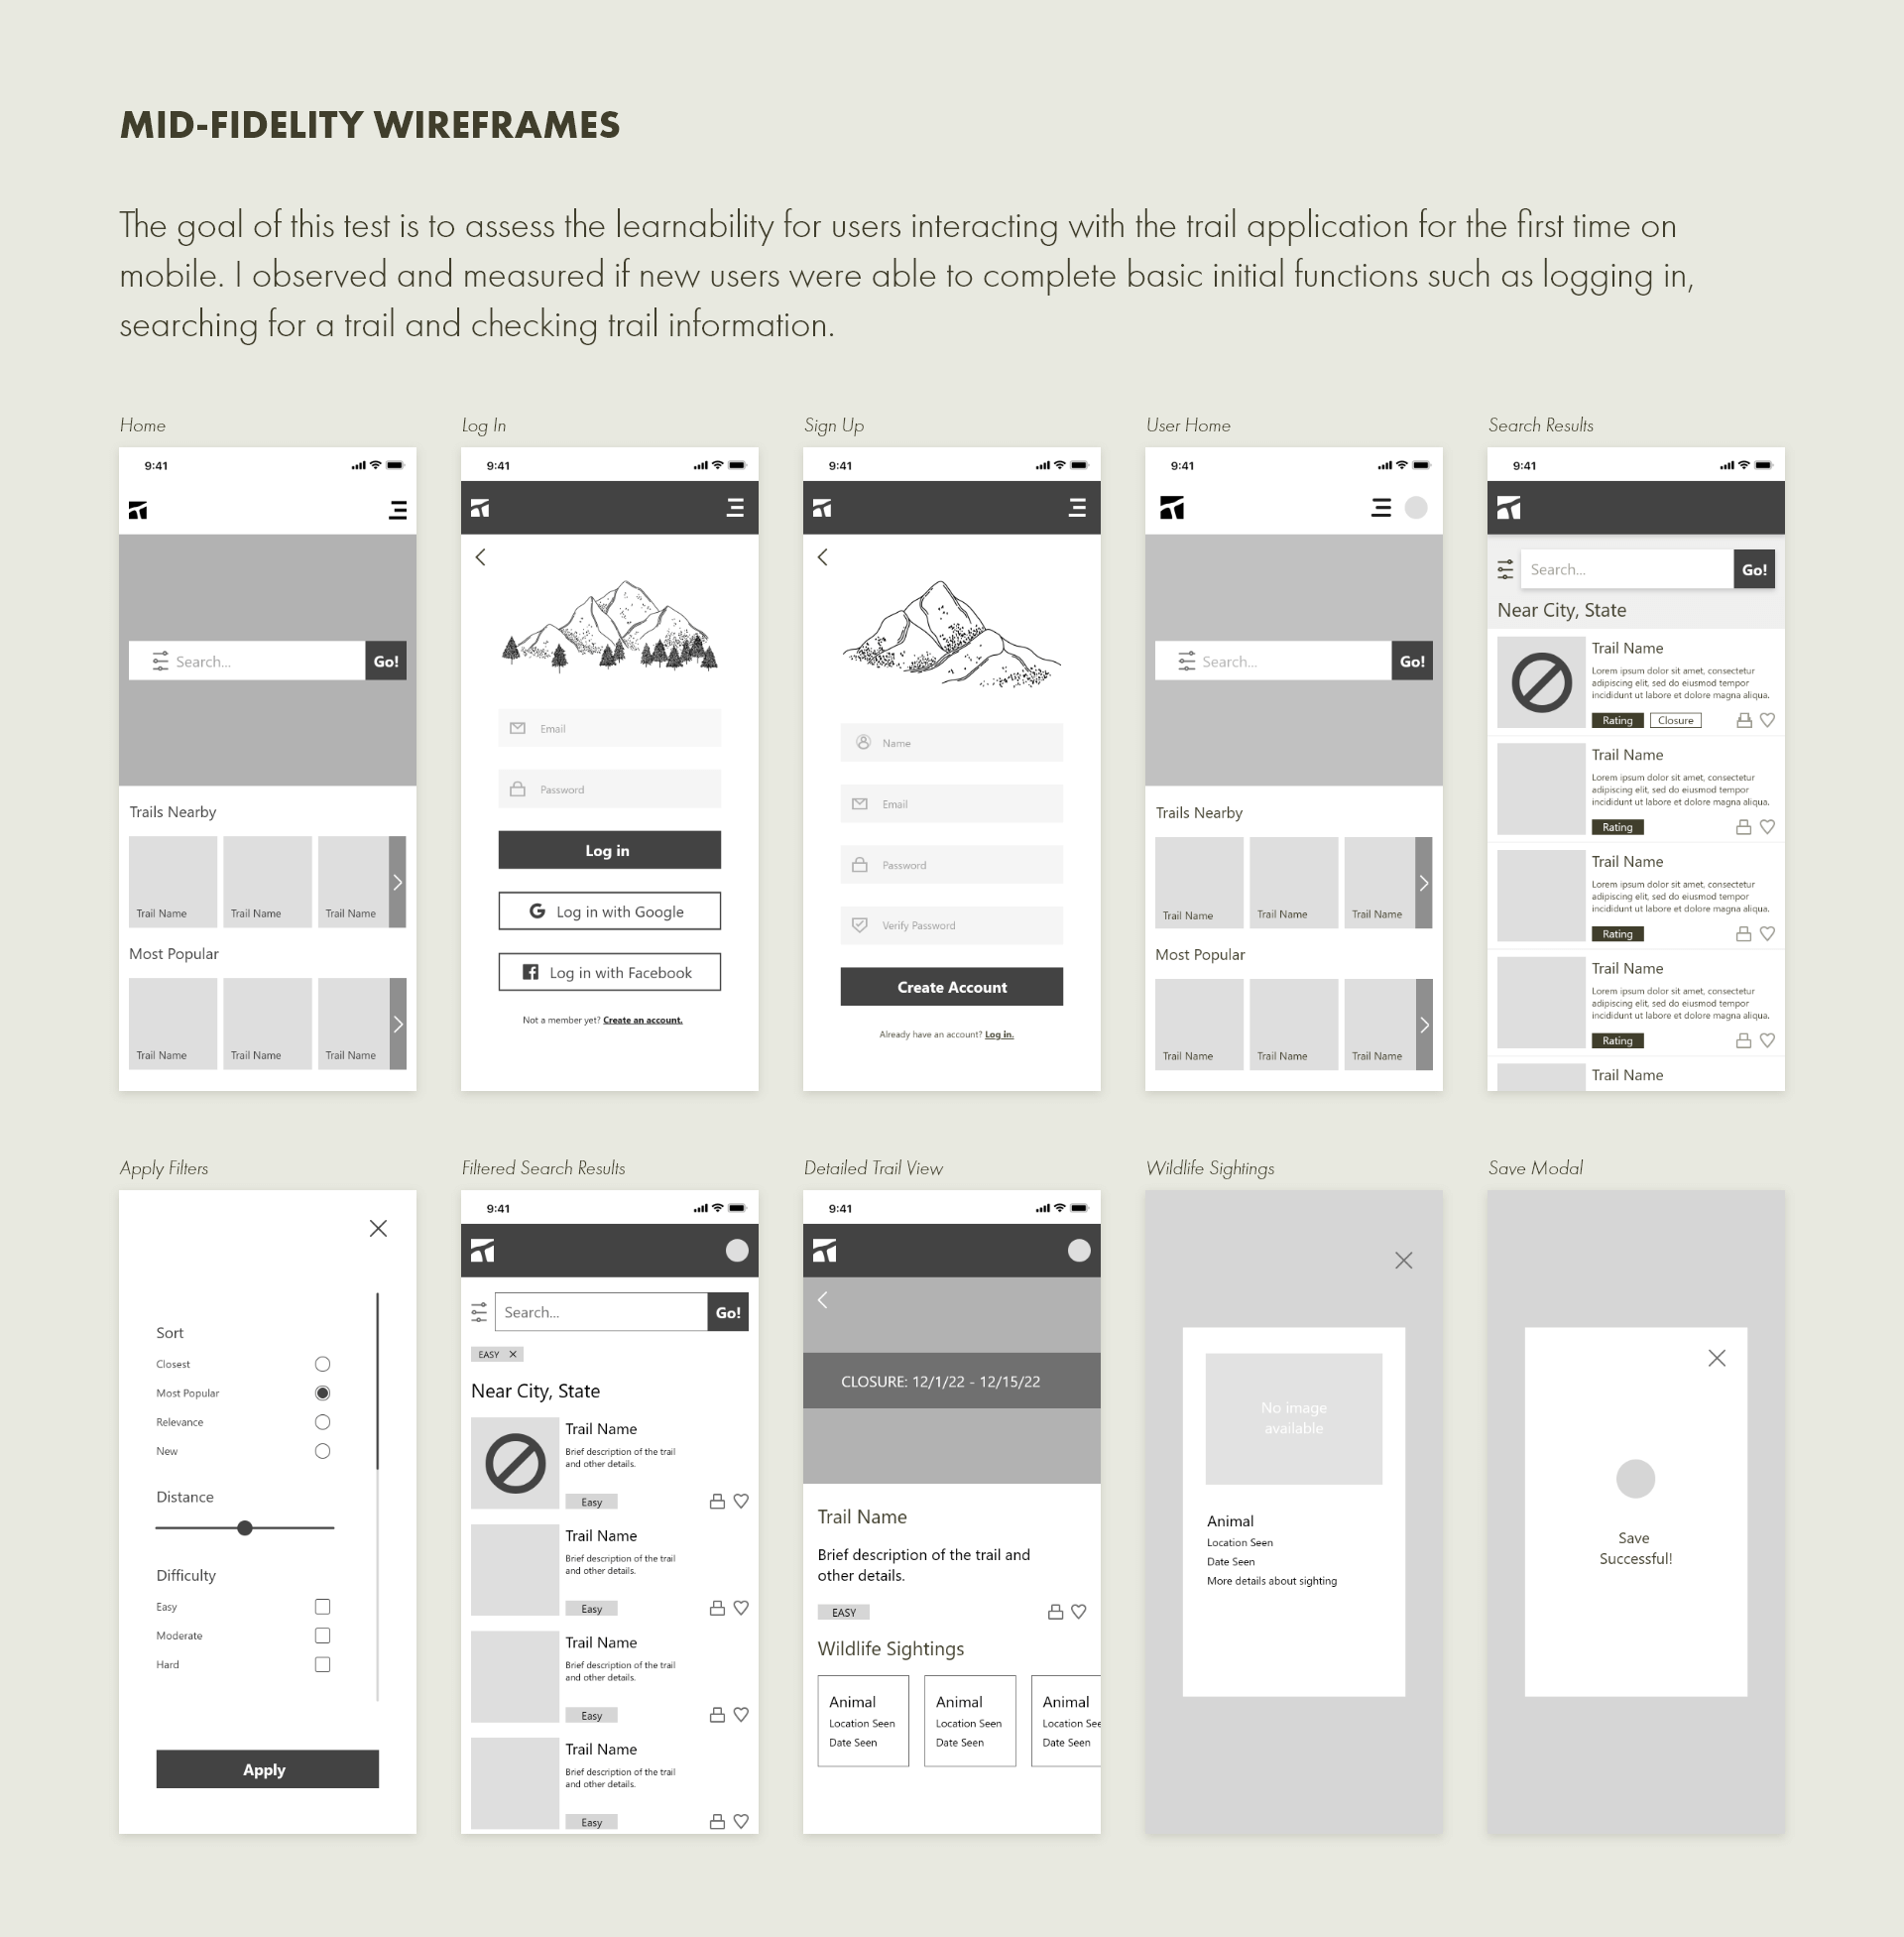 MID-FIDELITY WIREFRAMES
The goal of this test is to assess the learnability for users interacting with the trail application for the first time on
mobile. I observed and measured if new users were able to complete basic initial functions such as logging in,
searching for a trail and checking trail information.
Home
9:41
Search...
Go!
Trails Nearby
Trail Name
Trail Name
Trail Name
Most Popular
Trail Name
Trail Name
Trail Name
Log In
9:41
Email
Password
Log in
Log in with Google
Log in with Facebook
Not a member yet? Create an account.
Sign Up
9:41
Name
Email
Password
Verify Password
Create Account
Already have an account? Log in.
User Home
9:41
Search...
Go!
Trails Nearby
Trail Name
Trail Name
Trail Name
Most Popular
Trail Name
Trail Name
Trail Name
Search Results
9:41
Search...
Go!
Near City, State
Trail Name
Lorem ipsum dolor sit amet, consectetur
adipiscing elit, sed do eiusmod tempor
incididunt ut labore et dolore magna aliqua.
Rating
Closure
Trail Name
Lorem ipsum dolor sit amet, consectetur
adipiscing elit, sed do eiusmod tempor
incididunt ut labore et dolore magna aliqua.
Rating
Trail Name
Lorem ipsum dolor sit amet, consectetur
adipiscing elit, sed do eiusmod tempor
incididunt ut labore et dolore magna aliqua.
Rating
Trail Name
Lorem ipsum dolor sit amet, consectetur
adipiscing elit, sed do eiusmod tempor
incididunt ut labore et dolore magna aliqua.
Rating
Trail Name
Apply Filters
Sort
Closest
Most Popular
Relevance
New
Distance
Difficulty
Easy
Moderate
Hard
Apply
Filtered Search Results
9:41
Search...
Go!
EASY
Near City, State
Trail Name
Brief description of the trail
and other details.
Easy
Trail Name
Brief description of the trail
and other details.
Easy
Trail Name
Brief description of the trail
and other details.
Easy
Trail Name
Brief description of the trail
and other details.
Easy
Detailed Trail View
9:41
CLOSURE: 12/1/22 - 12/15/22
Trail Name
Brief description of the trail and
other details.
EASY
Wildlife Sightings
Animal
Location Seen
Date Seen
Animal
Location Seen
Date Seen
Animal
Location See
Date Seen
Wildlife Sightings
No image
available
Animal
Location Seen
Date Seen
More details about sighting
Save Modal
Save
Successful!